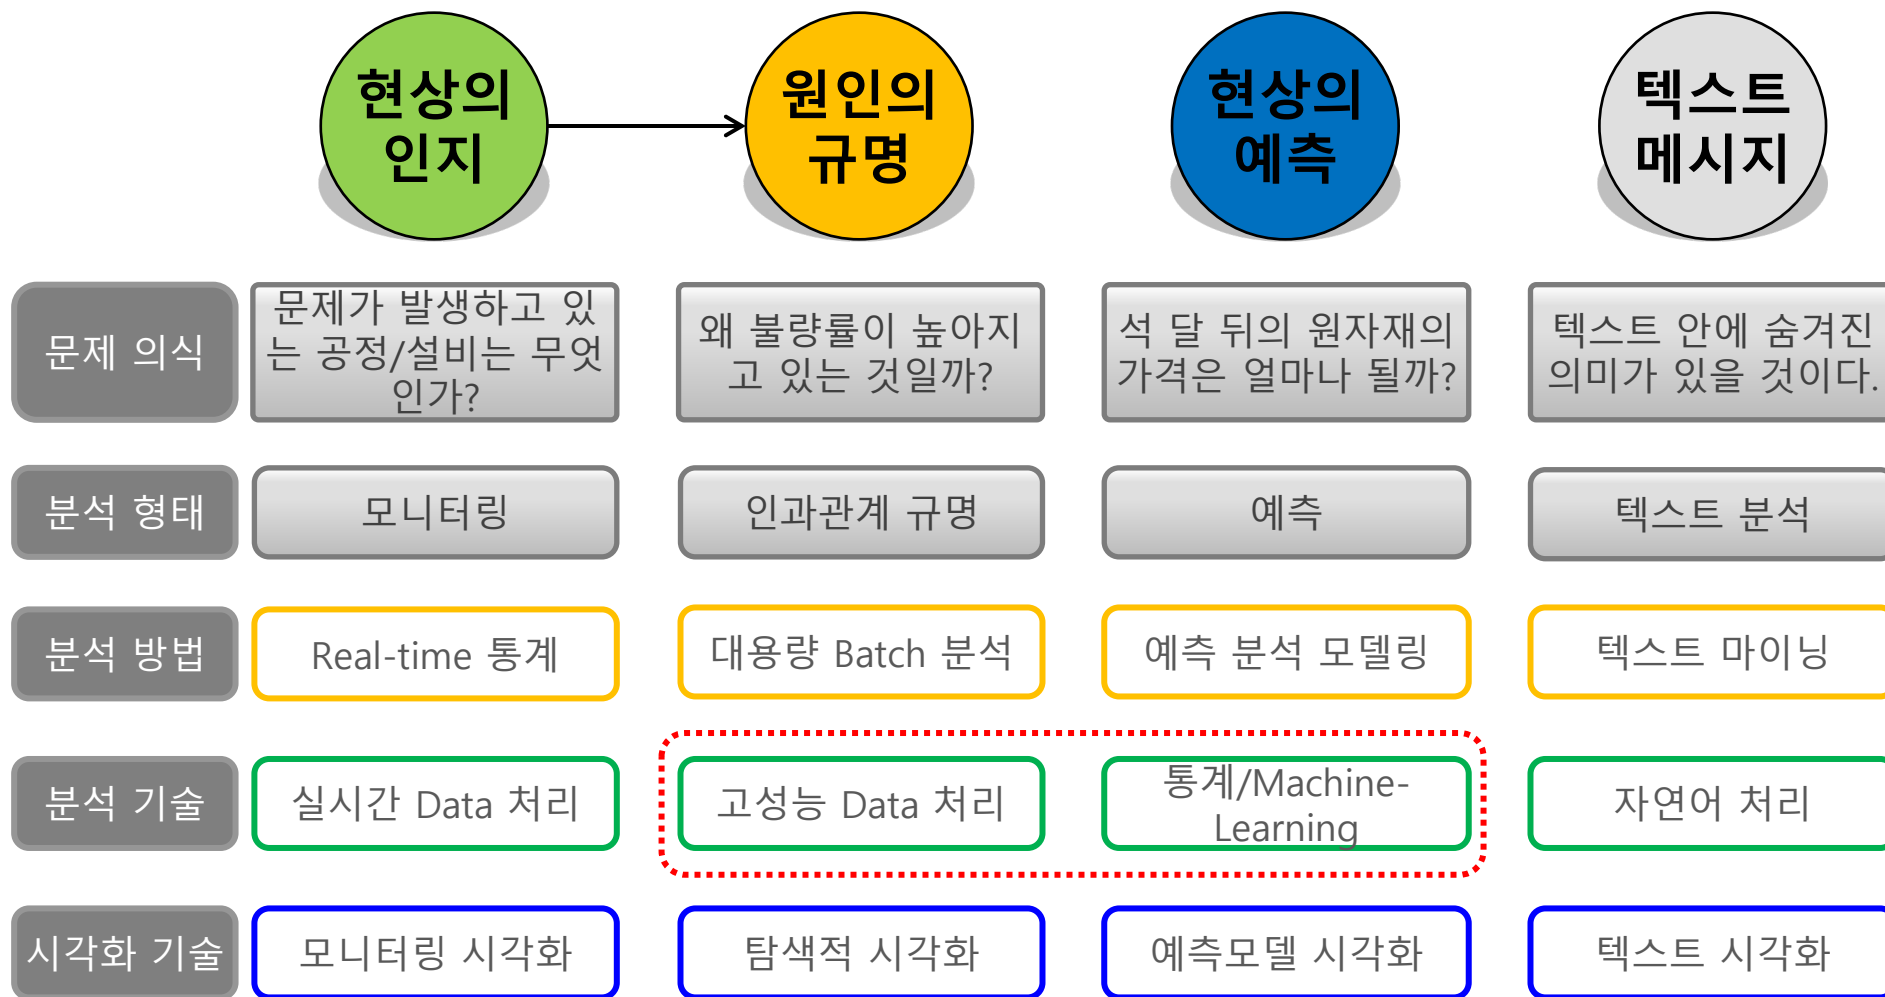 현상의
인지
원인의
규명
현상의
예측
텍스트
메시지
문제 의식
문제가 발생하고 있
는 공정/설비는 무엇
인가?
왜 불량률이 높아지
고 있는 것일까?
석 달 뒤의 원자재의
가격은 얼마나 될까?
텍스트 안에 숨겨진
의미가 있을 것이다.
분석 형태
모니터링
인과관계 규명
예측
텍스트 분석
분석 방법
Real-time 통계
대용량 Batch 분석
예측 분석 모델링
텍스트 마이닝
분석 기술
실시간 Data 처리
고성능 Data 처리
통계/Machine-
Learning
자연어 처리
시각화 기술
모니터링 시각화
탐색적 시각화
예측모델 시각화
텍스트 시각화